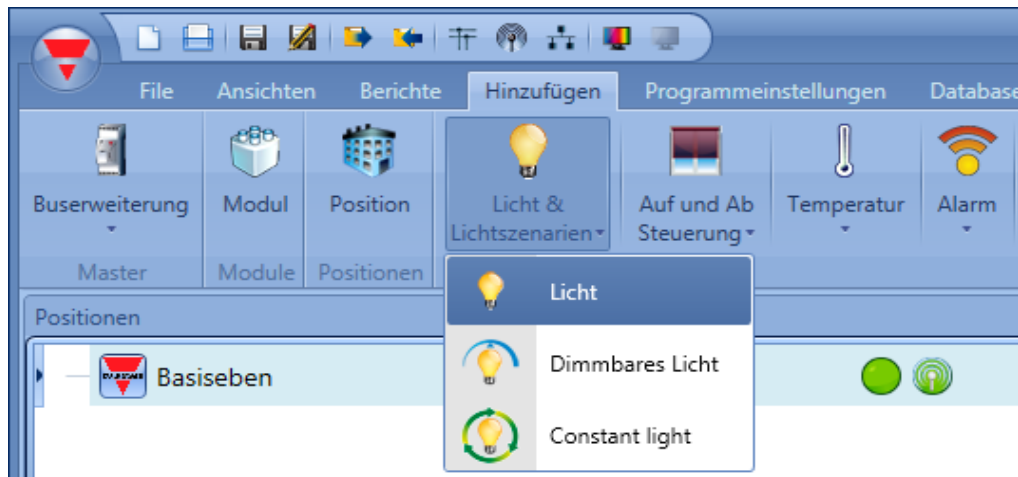 File Ansichten Berichte Hinzufügen Programmeinstellungen Database
Buserweiterung Modul Position Licht & Lichtszenarien Auf und Ab Steuerung Temperatur Alarm
Master Module Positionen
Positionen
Licht
Basiseben
Dimmbares Licht
Constant light